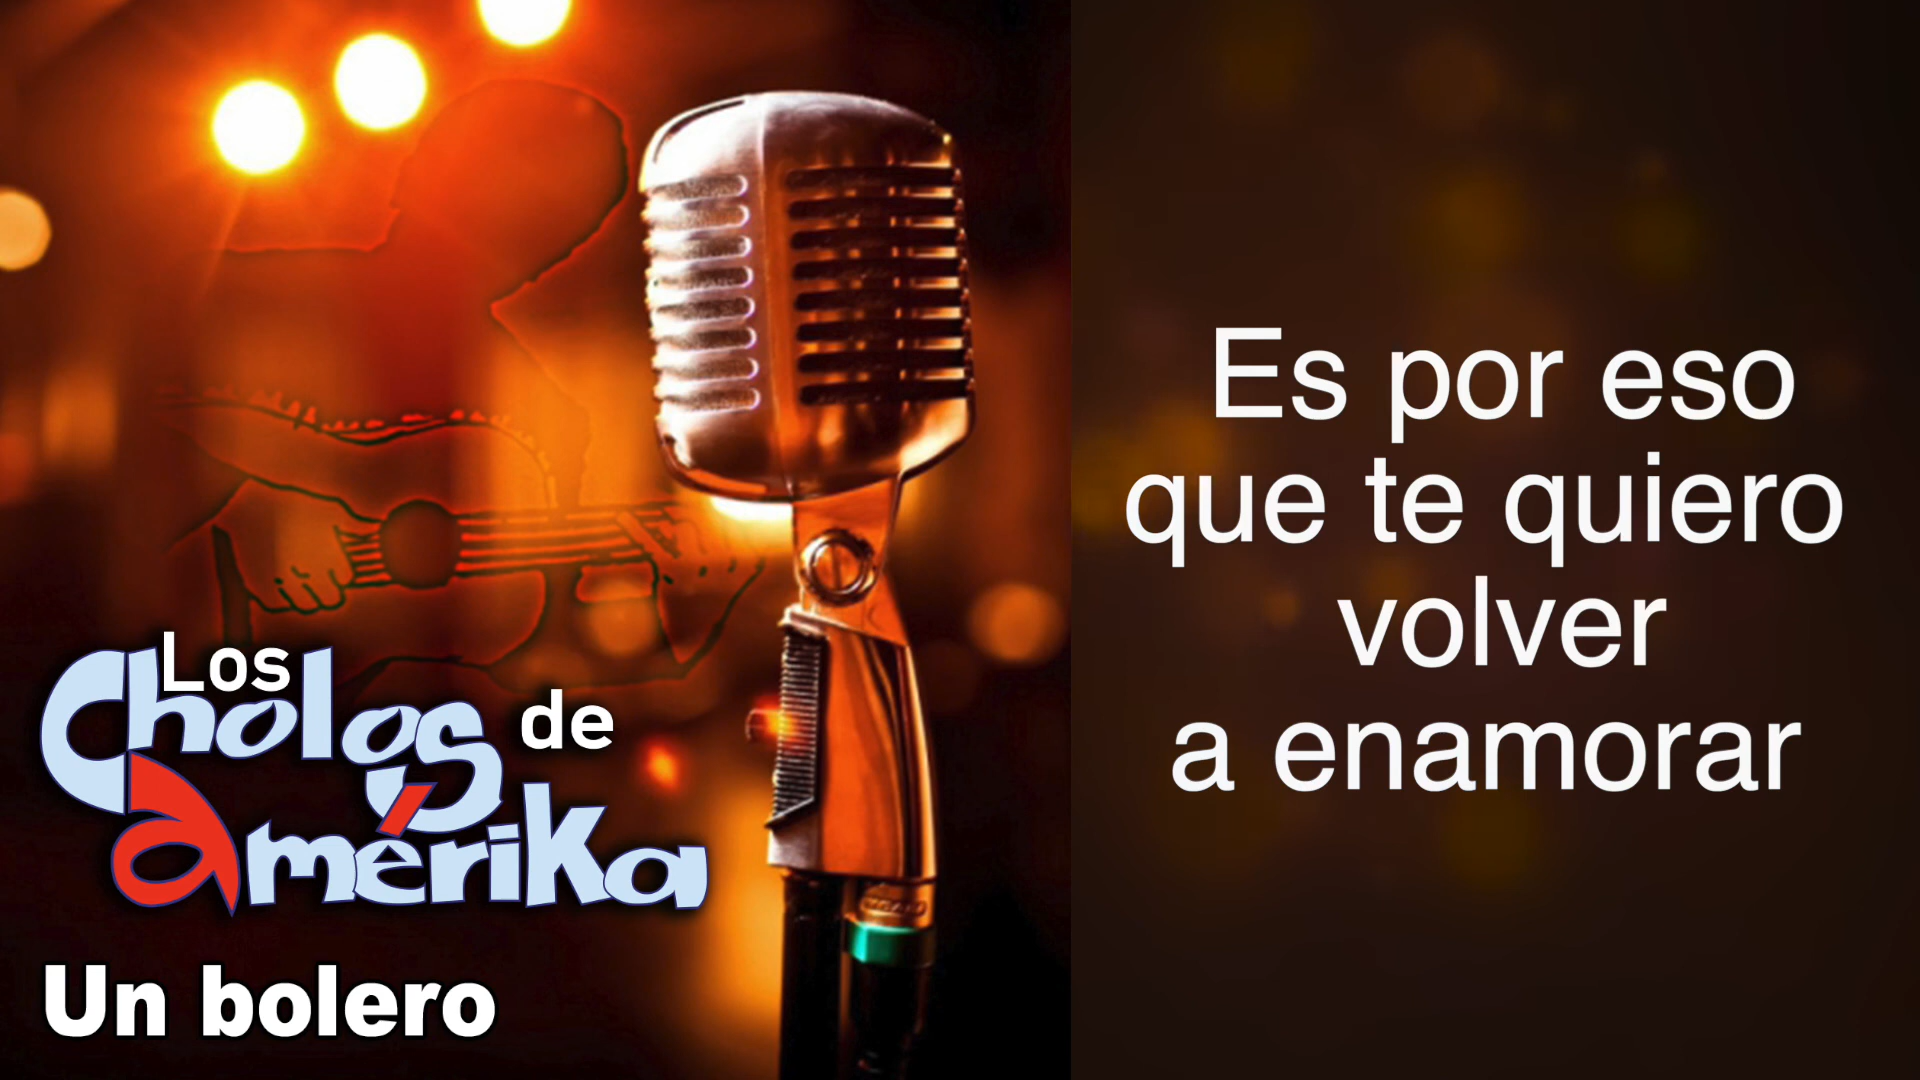 Los
Cholos de
Amérika
Un bolero
Es por eso
que te quiero
volver
a enamorar